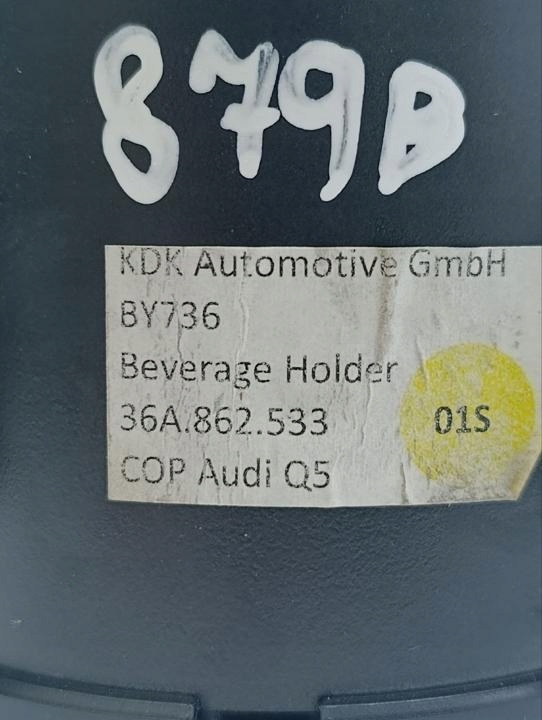 879B
KDK Automotive GmbH
BY736
Beverage Holder
36A.862.533
01S
COP Audi Q5